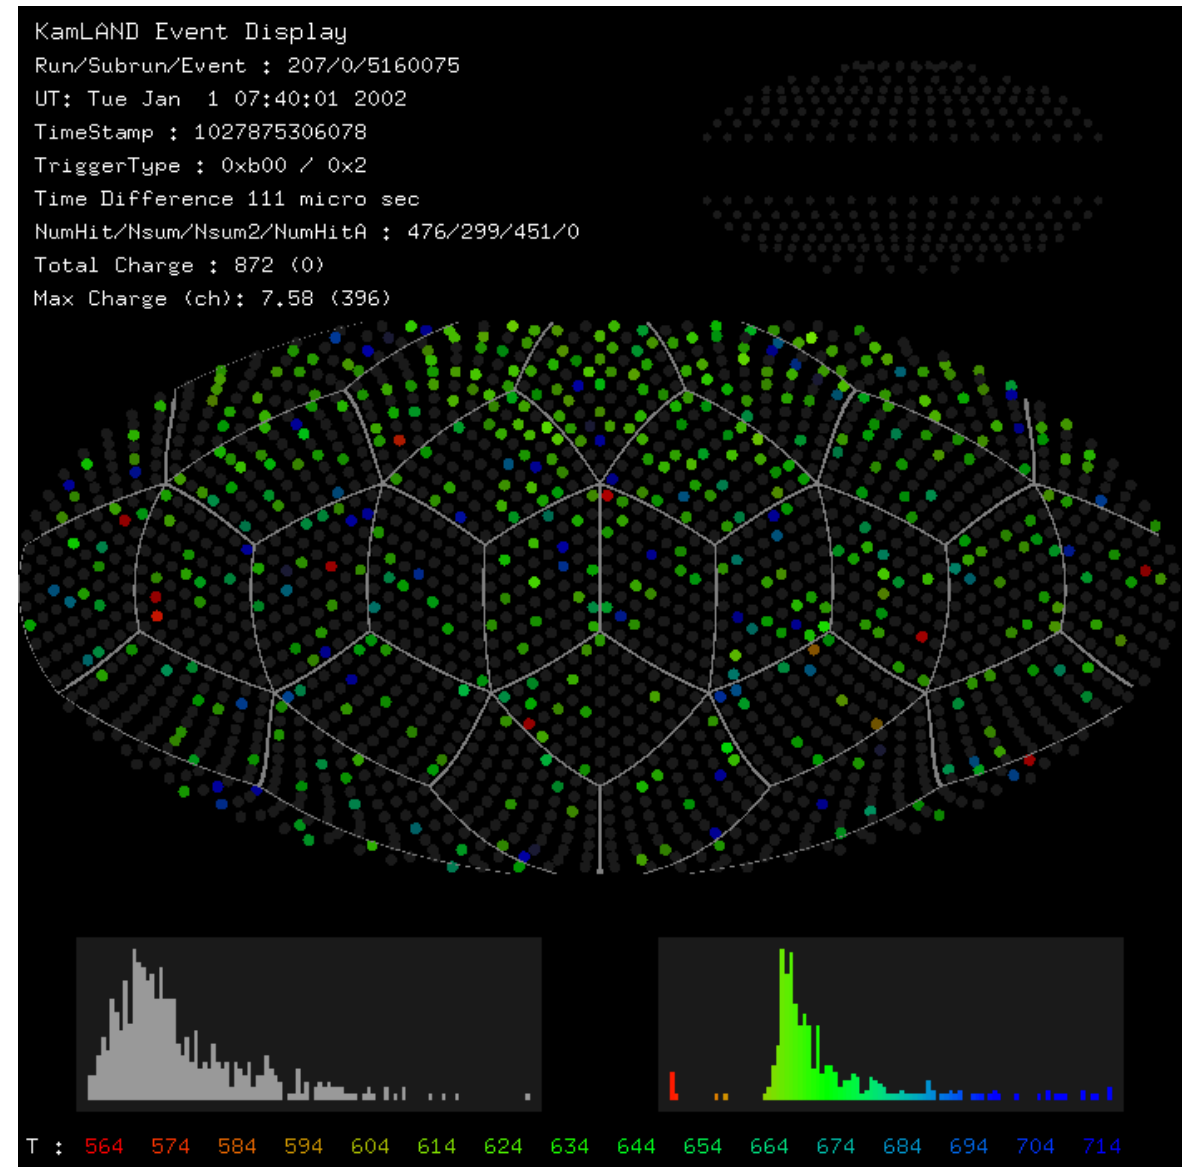 KamLAND Event Display
Run/Subrun/Event : 207/0/5160075
UT: Tue Jan  1 07:40:01 2002
TimeStamp : 1027875306078
TriggerType : 0xb00 / 0x2
Time Difference 111 micro sec
NumHit/Nsum/Nsum2/NumHitA : 476/299/451/0
Total Charge : 872 (0)
Max Charge (ch): 7.58 (396)
T : 564 574 584 594 604 614 624 634 644 654 664 674 684 694 704 714